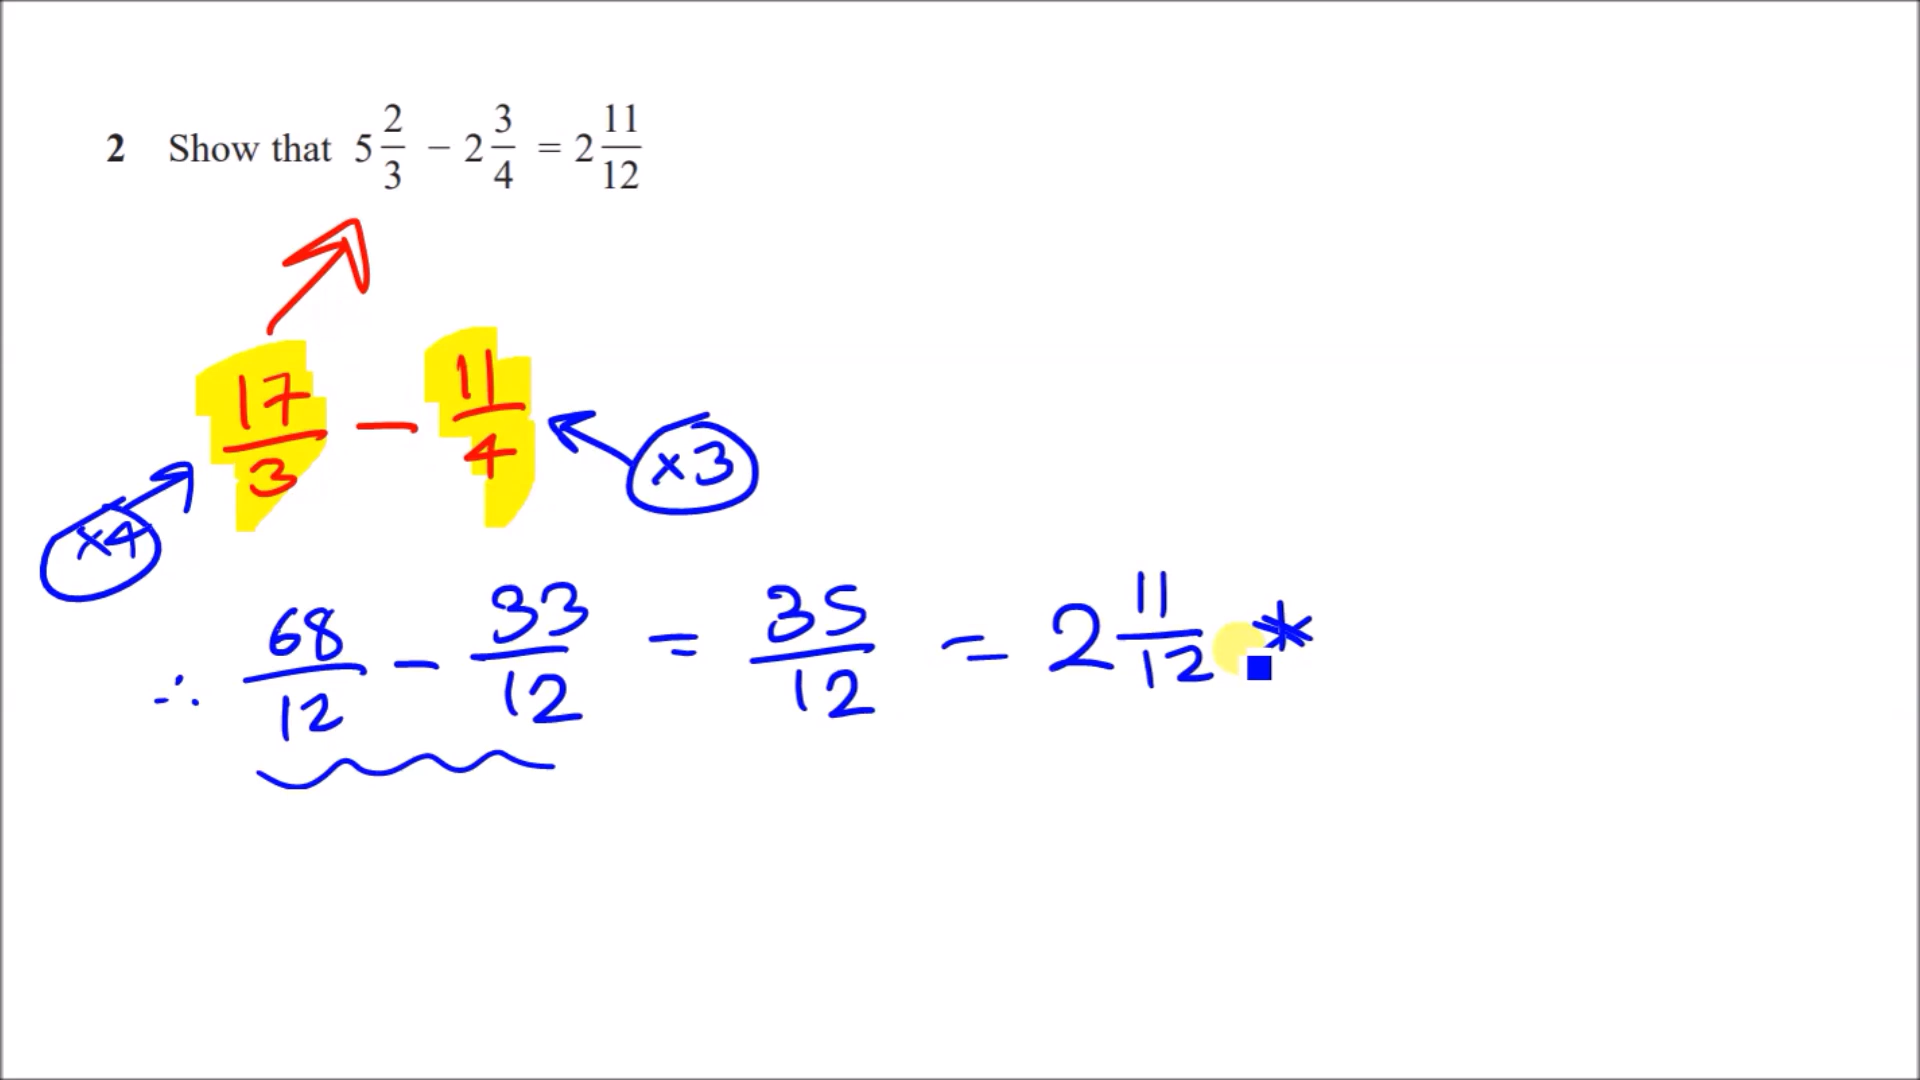 2 Show that 5 2/3 − 2 3/4 = 2 11/12
17/3 − 11/4
×3
×4
∴ 68/12 − 33/12 = 35/12 = 2 11/12 *